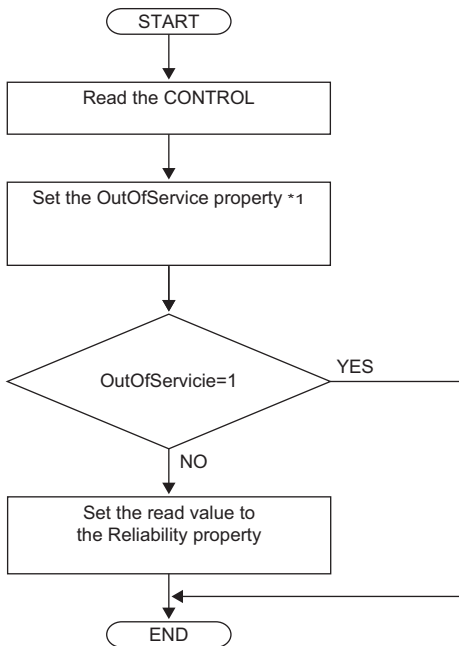 START
Read the CONTROL
Set the OutOfService property *1
OutOfServicie=1
YES
NO
Set the read value to
the Reliability property
END